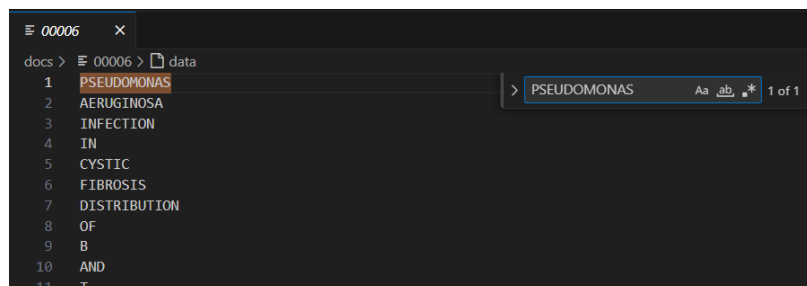 00006
docs > 00006 > data
PSEUDOMONAS Aa ab * 1 of 1
1 PSEUDOMONAS
2 AERUGINOSA
3 INFECTION
4 IN
5 CYSTIC
6 FIBROSIS
7 DISTRIBUTION
8 OF
9 B
10 AND